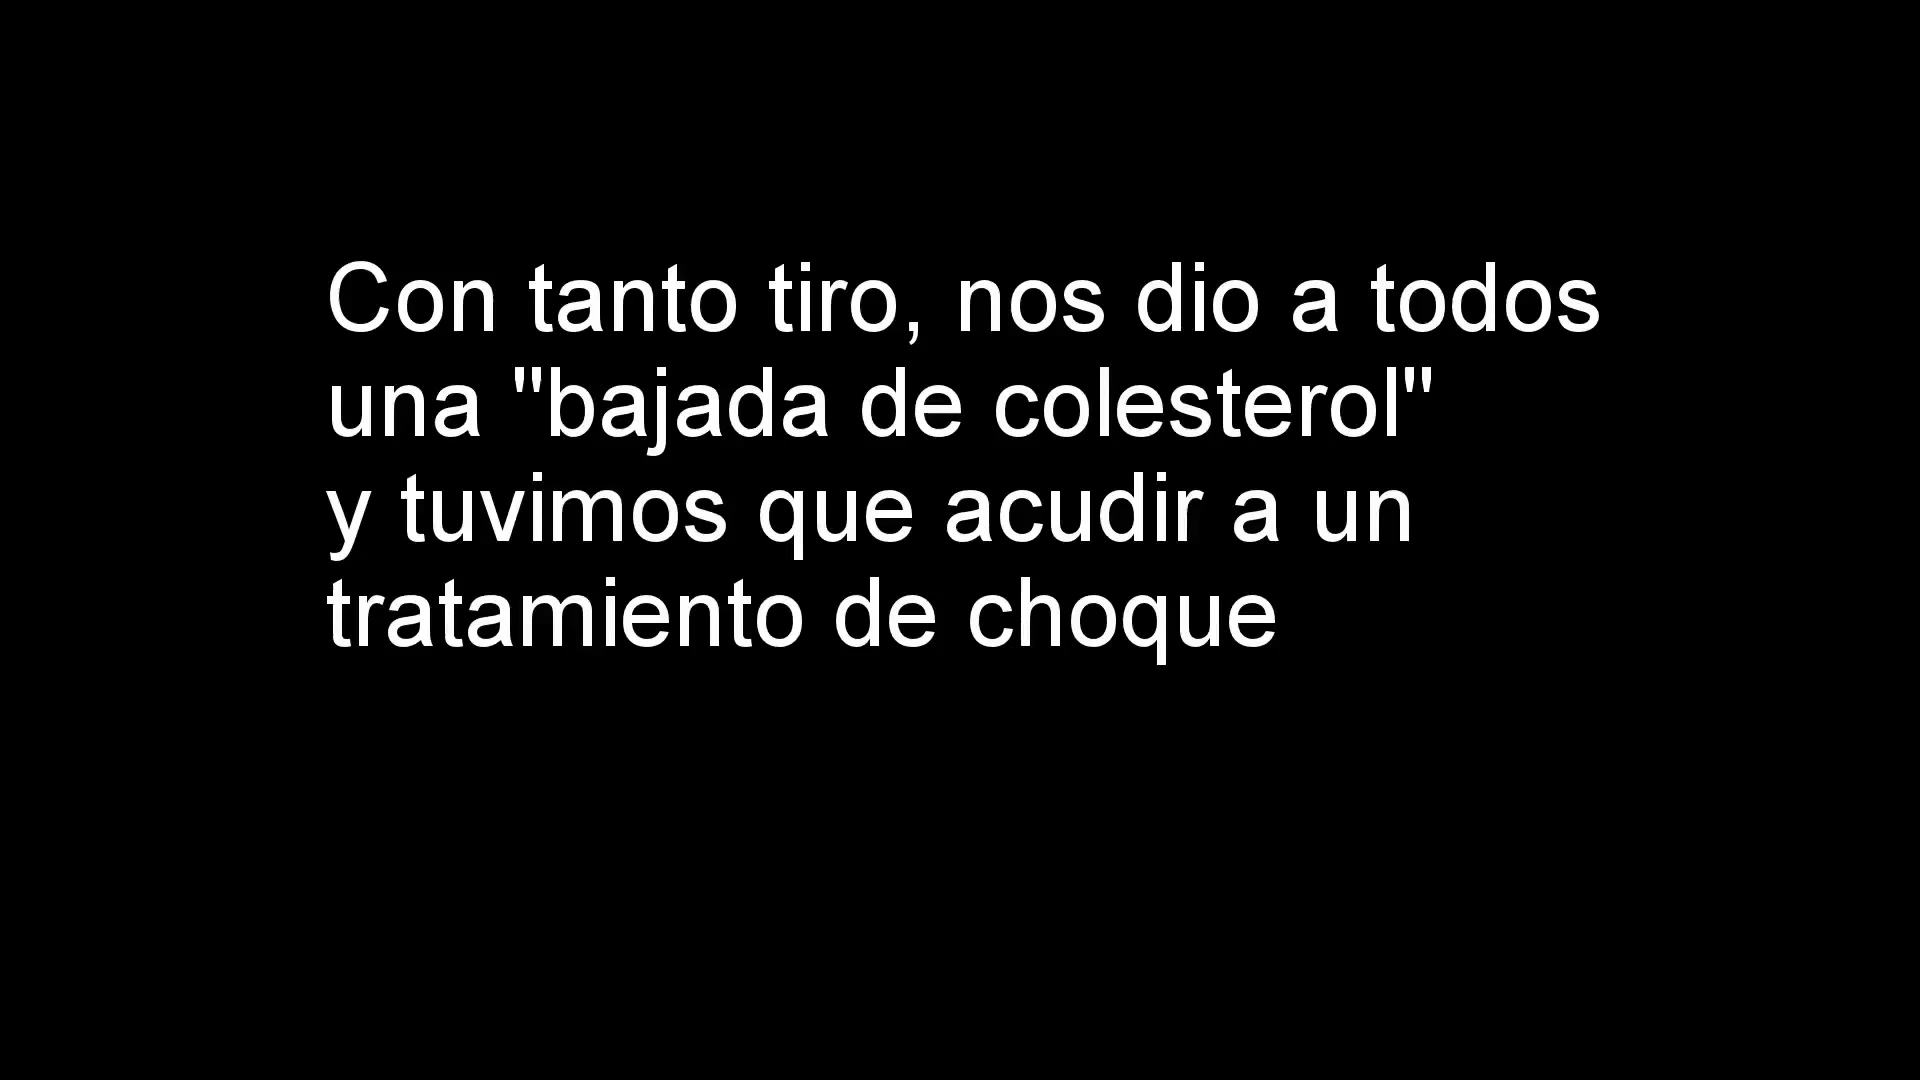 Con tanto tiro, nos dio a todos
una "bajada de colesterol"
y tuvimos que acudir a un
tratamiento de choque